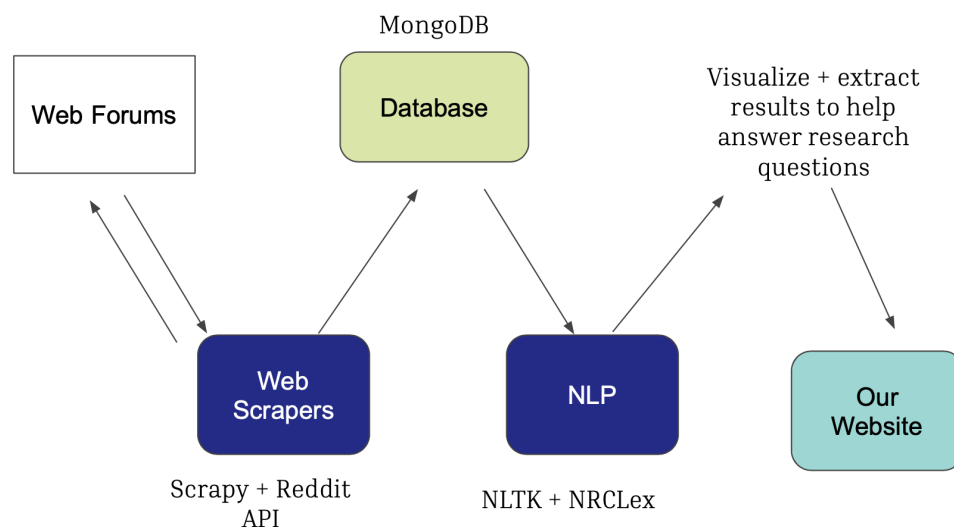 MongoDB
Web Forums
Database
Visualize + extract
results to help
answer research
questions
Web
Scrapers
NLP
Our
Website
Scrapy + Reddit
API
NLTK + NRCLex